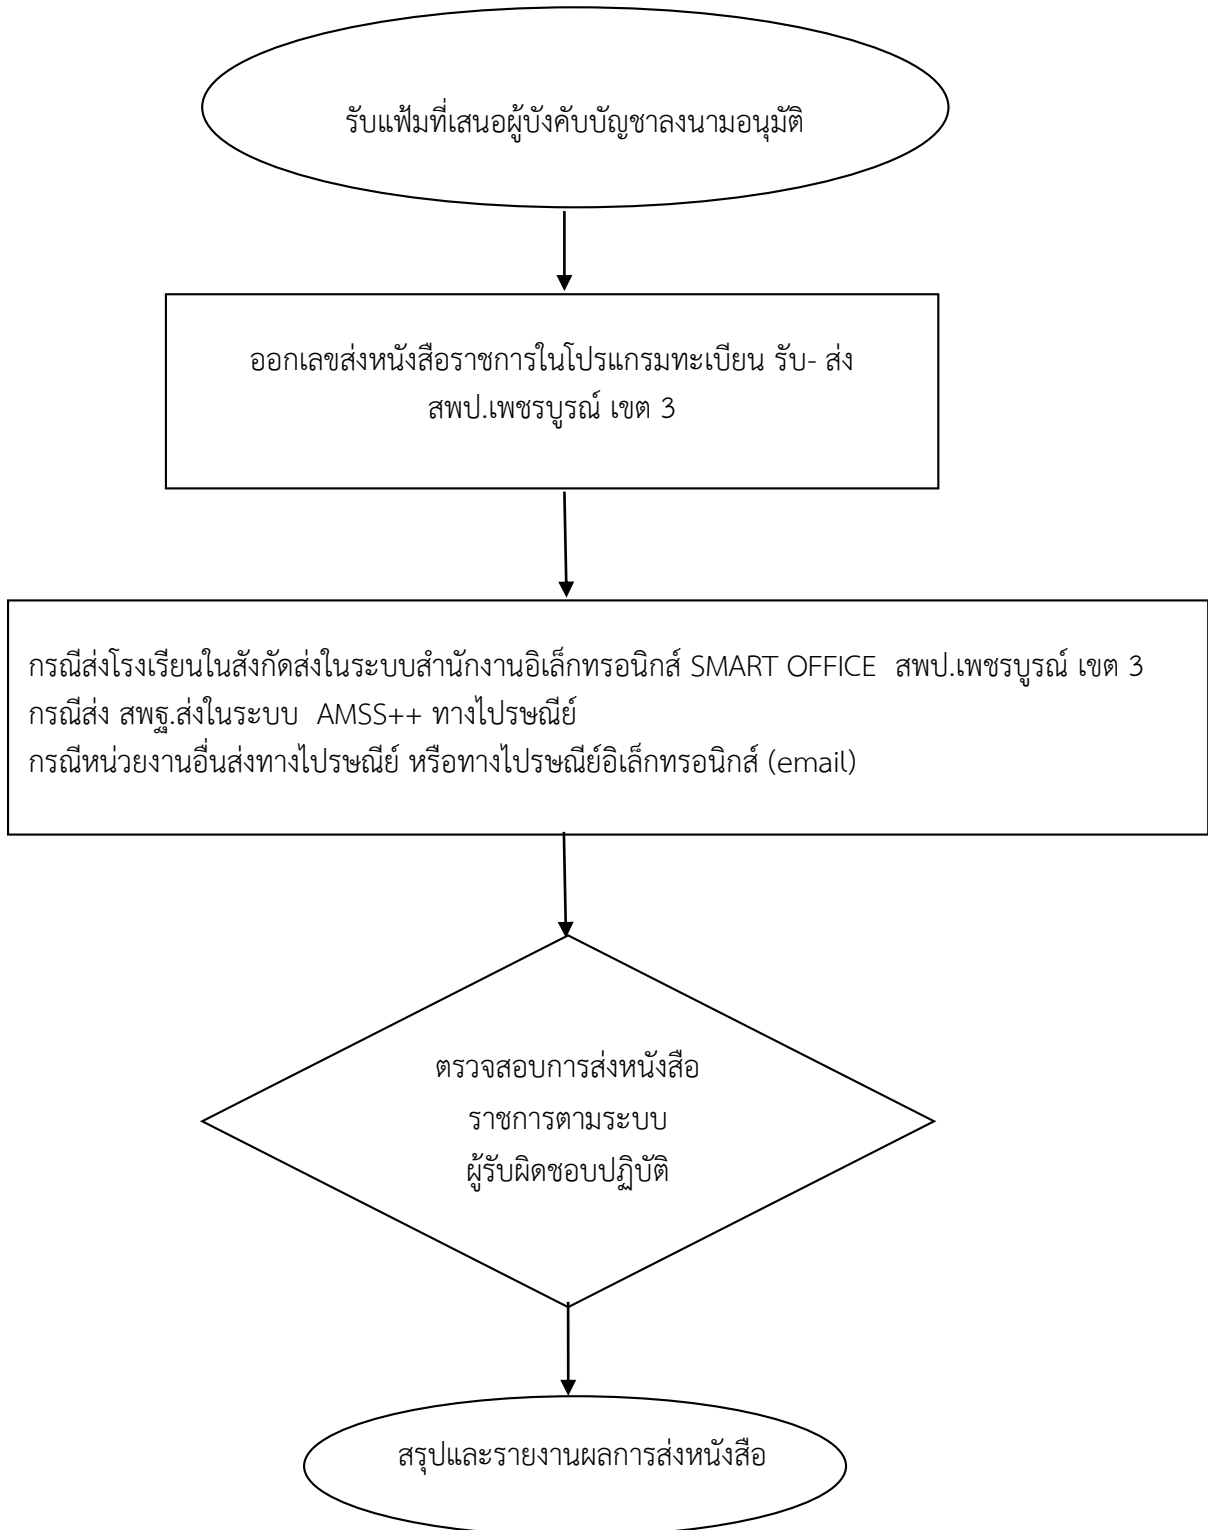 รับแฟ้มที่เสนอผู้บังคับบัญชาลงนามอนุมัติ
ออกเลขส่งหนังสือราชการในโปรแกรมทะเบียน รับ- ส่ง
สพป.เพชรบูรณ์ เขต 3
กรณีส่งโรงเรียนในสังกัดส่งในระบบสำนักงานอิเล็กทรอนิกส์ SMART OFFICE สพป.เพชรบูรณ์ เขต 3
กรณีส่ง สพฐ.ส่งในระบบ AMSS++ ทางไปรษณีย์
กรณีหน่วยงานอื่นส่งทางไปรษณีย์ หรือทางไปรษณีย์อิเล็กทรอนิกส์ (email)
ตรวจสอบการส่งหนังสือ
ราชการตามระบบ
ผู้รับผิดชอบปฏิบัติ
สรุปและรายงานผลการส่งหนังสือ